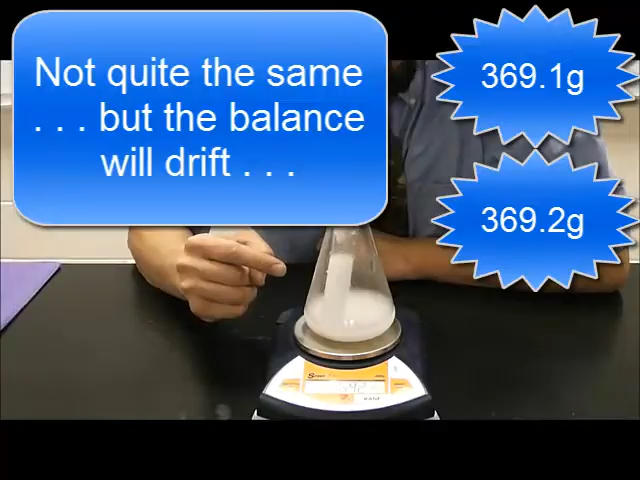 Not quite the same
. . . but the balance
will drift . . .
369.1g
369.2g